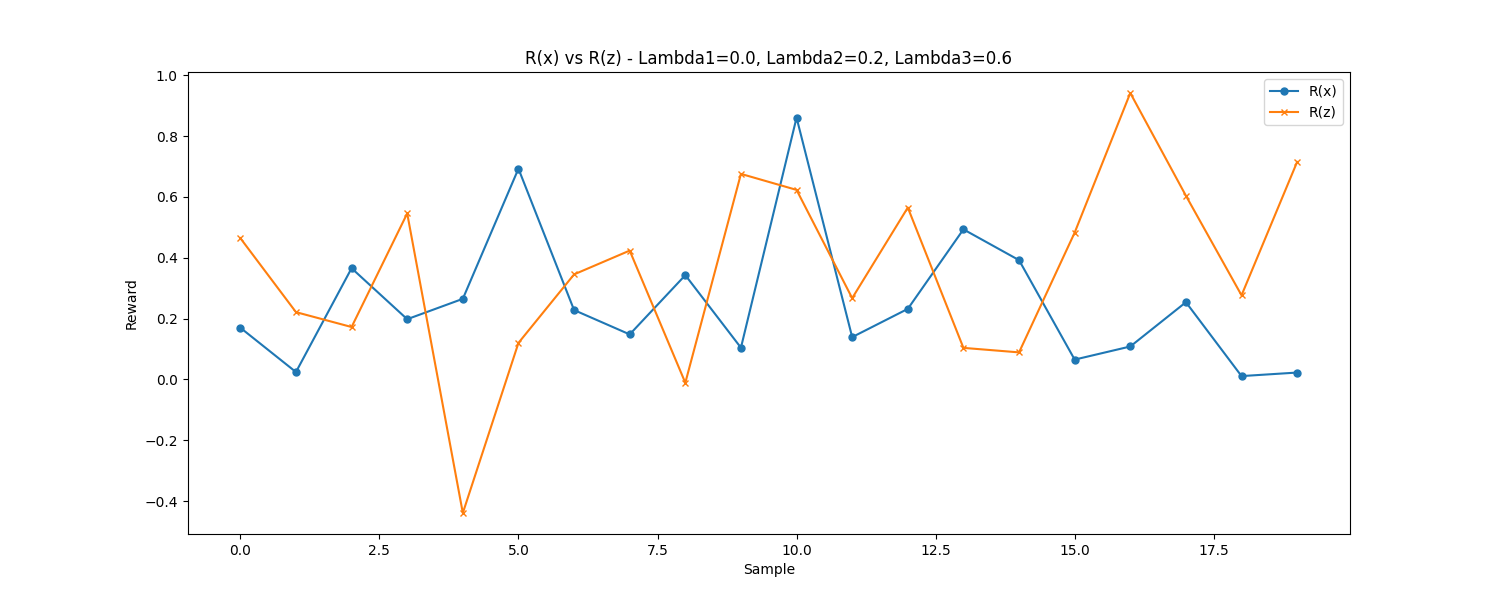 R(x) vs R(z) - Lambda1=0.0, Lambda2=0.2, Lambda3=0.6
R(x)
R(z)
Reward
1.0
0.8
0.6
0.4
0.2
0.0
−0.2
−0.4
0.0 2.5 5.0 7.5 10.0 12.5 15.0 17.5
Sample